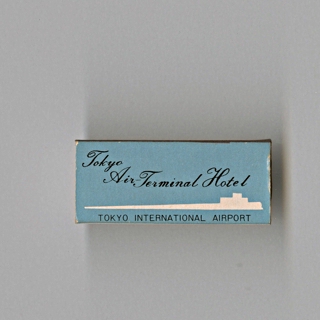 Tokyo
Air Terminal Hotel
TOKYO INTERNATIONAL AIRPORT